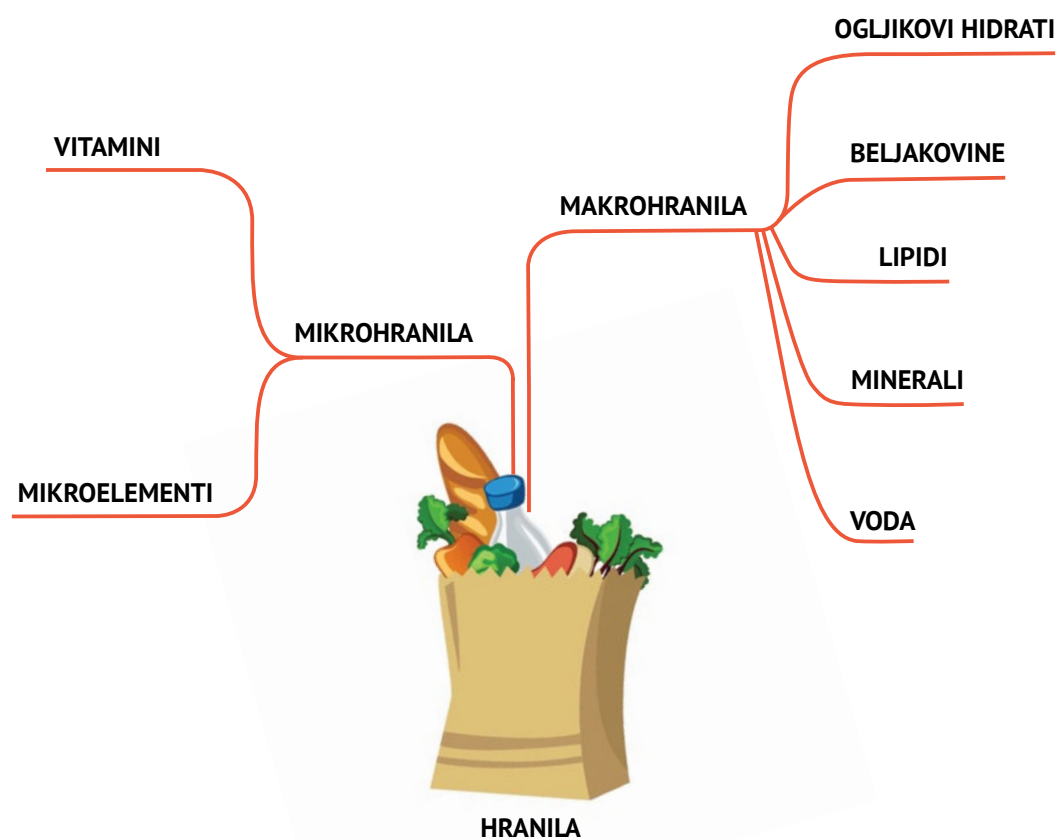 OGLJIKOVI HIDRATI
VITAMINI
BELJAKOVINE
MAKROHRANILA
LIPIDI
MIKROHRANILA
MINERALI
MIKROELEMENTI
VODA
HRANILA